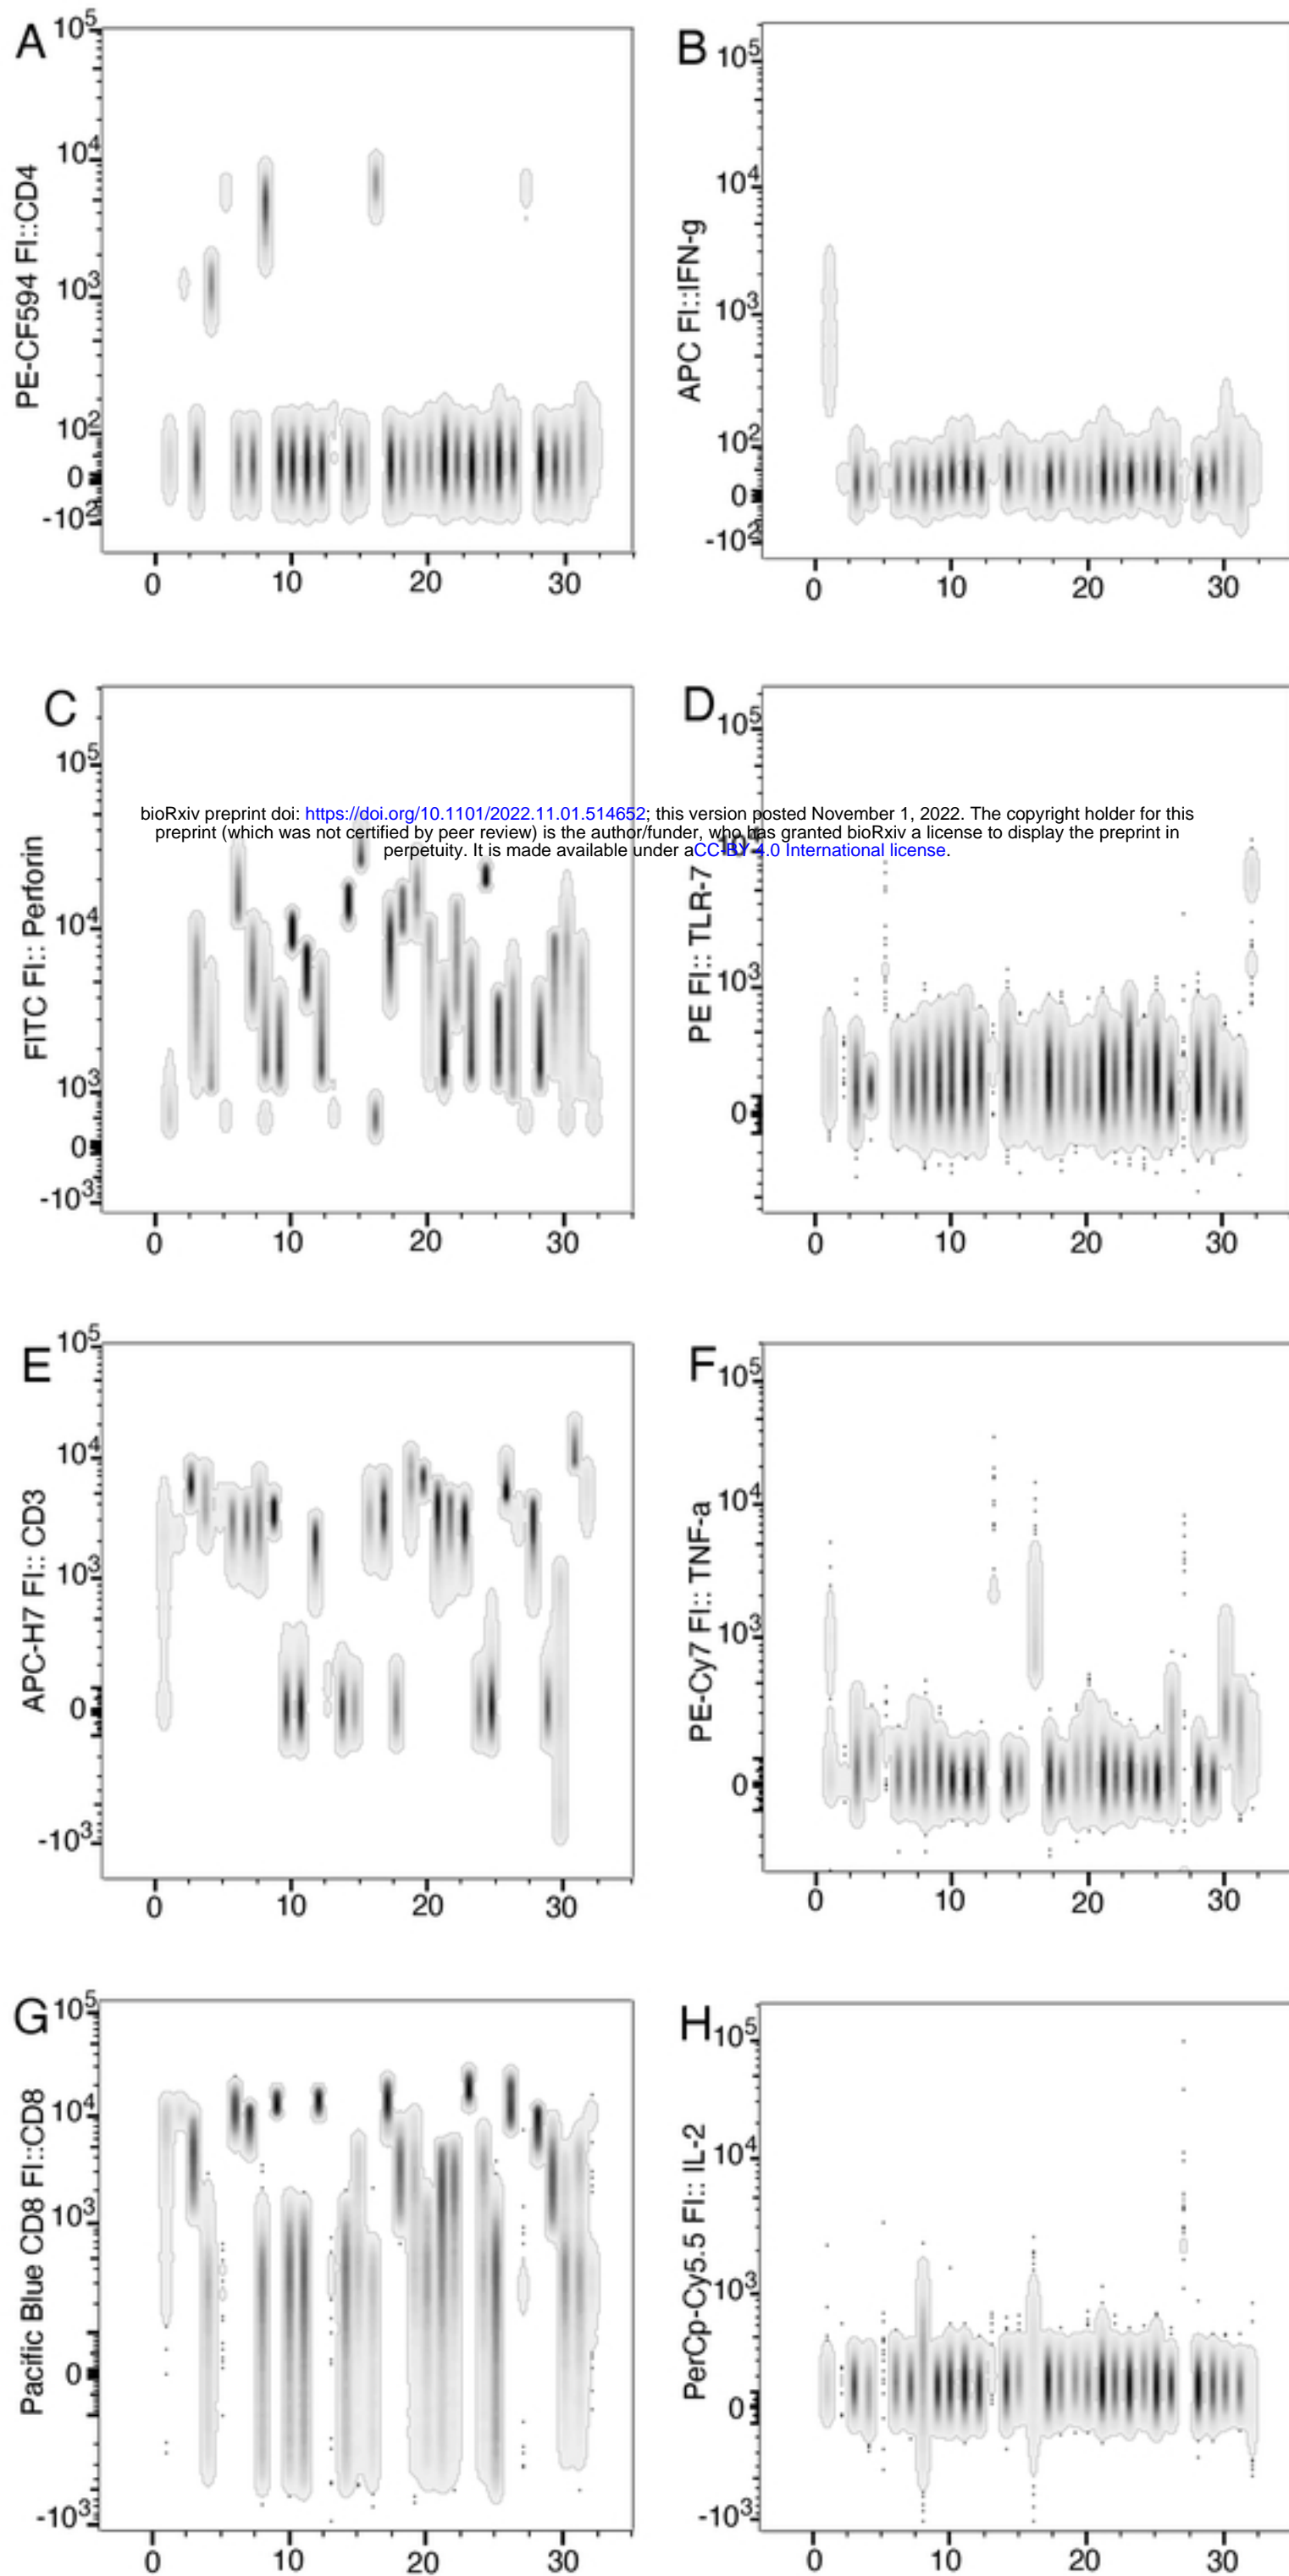 A
B
10^5
10^4
10^3
10^2
0
-10^2
PE-CF594 FI::CD4
0 10 20 30
10^5
10^4
10^3
10^2
0
-10^2
APC FI::IFN-g
0 10 20 30
C
D
10^5
10^4
10^3
0
-10^3
FITC FI:: Perforin
0 10 20 30
10^5
10^4
10^3
0
PE FI:: TLR-7
0 10 20 30
bioRxiv preprint doi: https://doi.org/10.1101/2022.11.01.514652; this version posted November 1, 2022. The copyright holder for this
preprint (which was not certified by peer review) is the author/funder, who has granted bioRxiv a license to display the preprint in
perpetuity. It is made available under aCC-BY 4.0 International license.
E
F
10^5
10^4
10^3
0
-10^3
APC-H7 FI:: CD3
0 10 20 30
10^5
10^4
10^3
0
PE-Cy7 FI:: TNF-a
0 10 20 30
G
H
10^5
10^4
10^3
0
-10^3
Pacific Blue CD8 FI::CD8
0 10 20 30
10^5
10^4
10^3
0
-10^3
PerCp-Cy5.5 FI:: IL-2
0 10 20 30